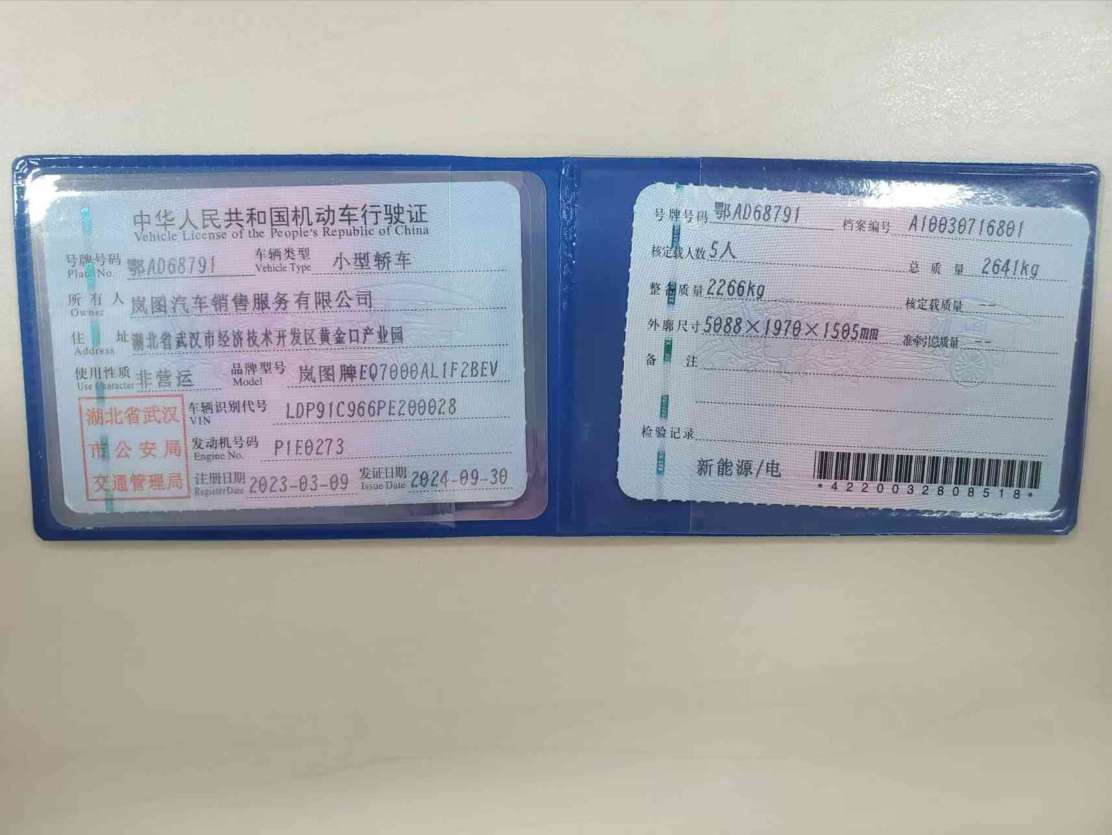 中华人民共和国机动车行驶证
Vehicle License of the People's Republic of China
号牌号码 鄂AD68791 车辆类型 小型轿车
Plate No. Vehicle Type
所有人 岚图汽车销售服务有限公司
Owner
住址 湖北省武汉市经济技术开发区黄金口产业园
Address
使用性质 非营运 品牌型号 岚图牌EQ7000AL1F2BEV
Use Character Model
湖北省武汉
市公安局
交通管理局
车辆识别代号 LDP91C966PE200028
VIN
发动机号码 P1E0273
Engine No.
注册日期 2023-03-09 发证日期 2024-09-30
Register Date Issue Date
号牌号码 鄂AD68791 档案编号 A10030716801
核定载人数 5人 总质量 2641kg
整备质量 2266kg 核定载质量 --
外廓尺寸 5088×1970×1505mm 准牵引总质量 --
备注
检验记录
新能源/电
*4220032808518*